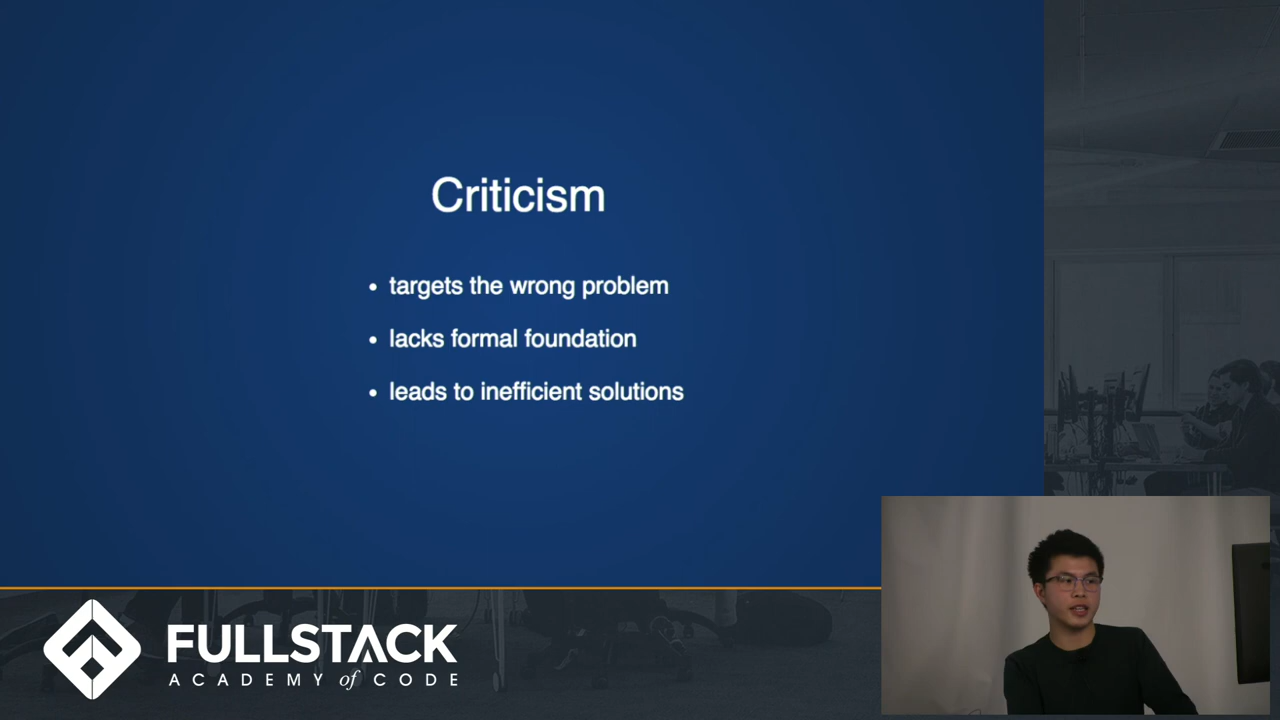 Criticism
• targets the wrong problem
• lacks formal foundation
• leads to inefficient solutions
FULLSTACK
ACADEMY of CODE